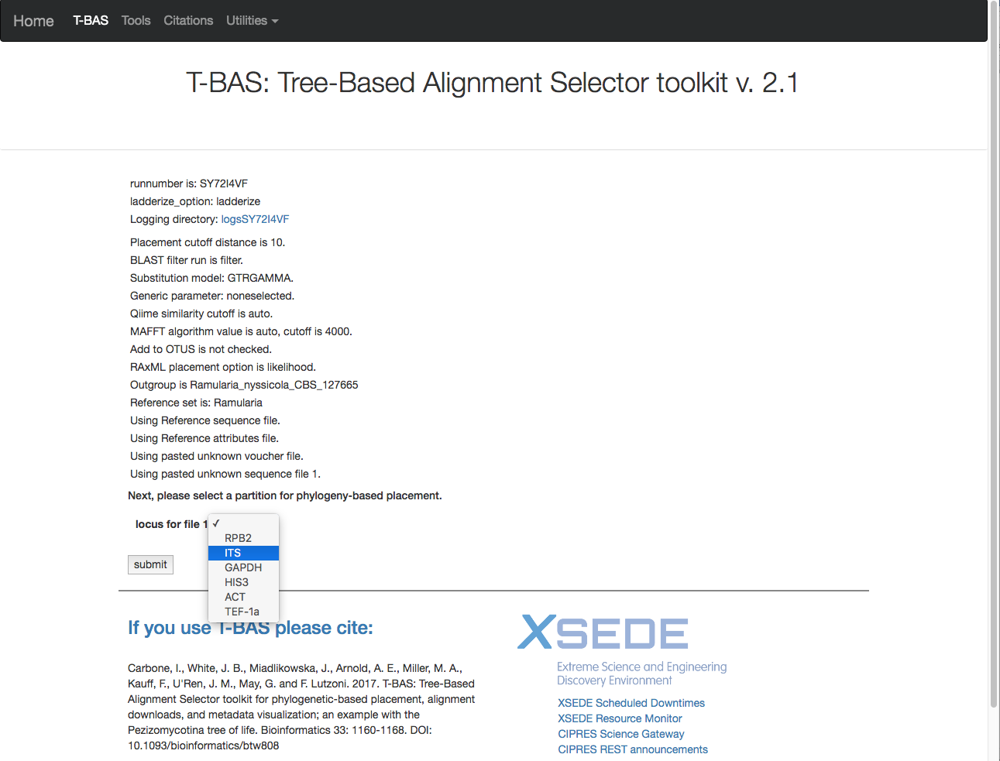 Home T-BAS Tools Citations Utilities
T-BAS: Tree-Based Alignment Selector toolkit v. 2.1
runnumber is: SY72I4VF
ladderize_option: ladderize
Logging directory: logsSY72I4VF
Placement cutoff distance is 10.
BLAST filter run is filter.
Substitution model: GTRGAMMA.
Generic parameter: noneselected.
Qiime similarity cutoff is auto.
MAFFT algorithm value is auto, cutoff is 4000.
Add to OTUS is not checked.
RAxML placement option is likelihood.
Outgroup is Ramularia_nyssicola_CBS_127665
Reference set is: Ramularia
Using Reference sequence file.
Using Reference attributes file.
Using pasted unknown voucher file.
Using pasted unknown sequence file 1.
Next, please select a partition for phylogeny-based placement.
locus for file 1 ✓
RPB2
ITS
GAPDH
HIS3
ACT
TEF-1a
submit
If you use T-BAS please cite:
Carbone, I., White, J. B., Miadlikowska, J., Arnold, A. E., Miller, M. A.,
Kauff, F., U'Ren, J. M., May, G. and F. Lutzoni. 2017. T-BAS: Tree-Based
Alignment Selector toolkit for phylogenetic-based placement, alignment
downloads, and metadata visualization; an example with the
Pezizomycotina tree of life. Bioinformatics 33: 1160-1168. DOI:
10.1093/bioinformatics/btw808
XSEDE
Extreme Science and Engineering
Discovery Environment
XSEDE Scheduled Downtimes
XSEDE Resource Monitor
CIPRES Science Gateway
CIPRES REST announcements